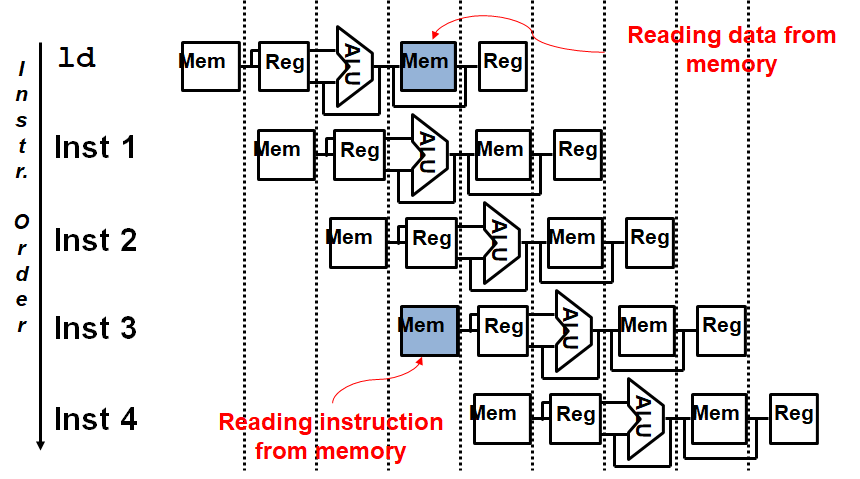 Instr. Order
ld
Mem Reg ALU Mem Reg
Reading data from
memory
Inst 1
Mem Reg ALU Mem Reg
Inst 2
Mem Reg ALU Mem Reg
Inst 3
Mem Reg ALU Mem Reg
Reading instruction
from memory
Inst 4
Mem Reg ALU Mem Reg